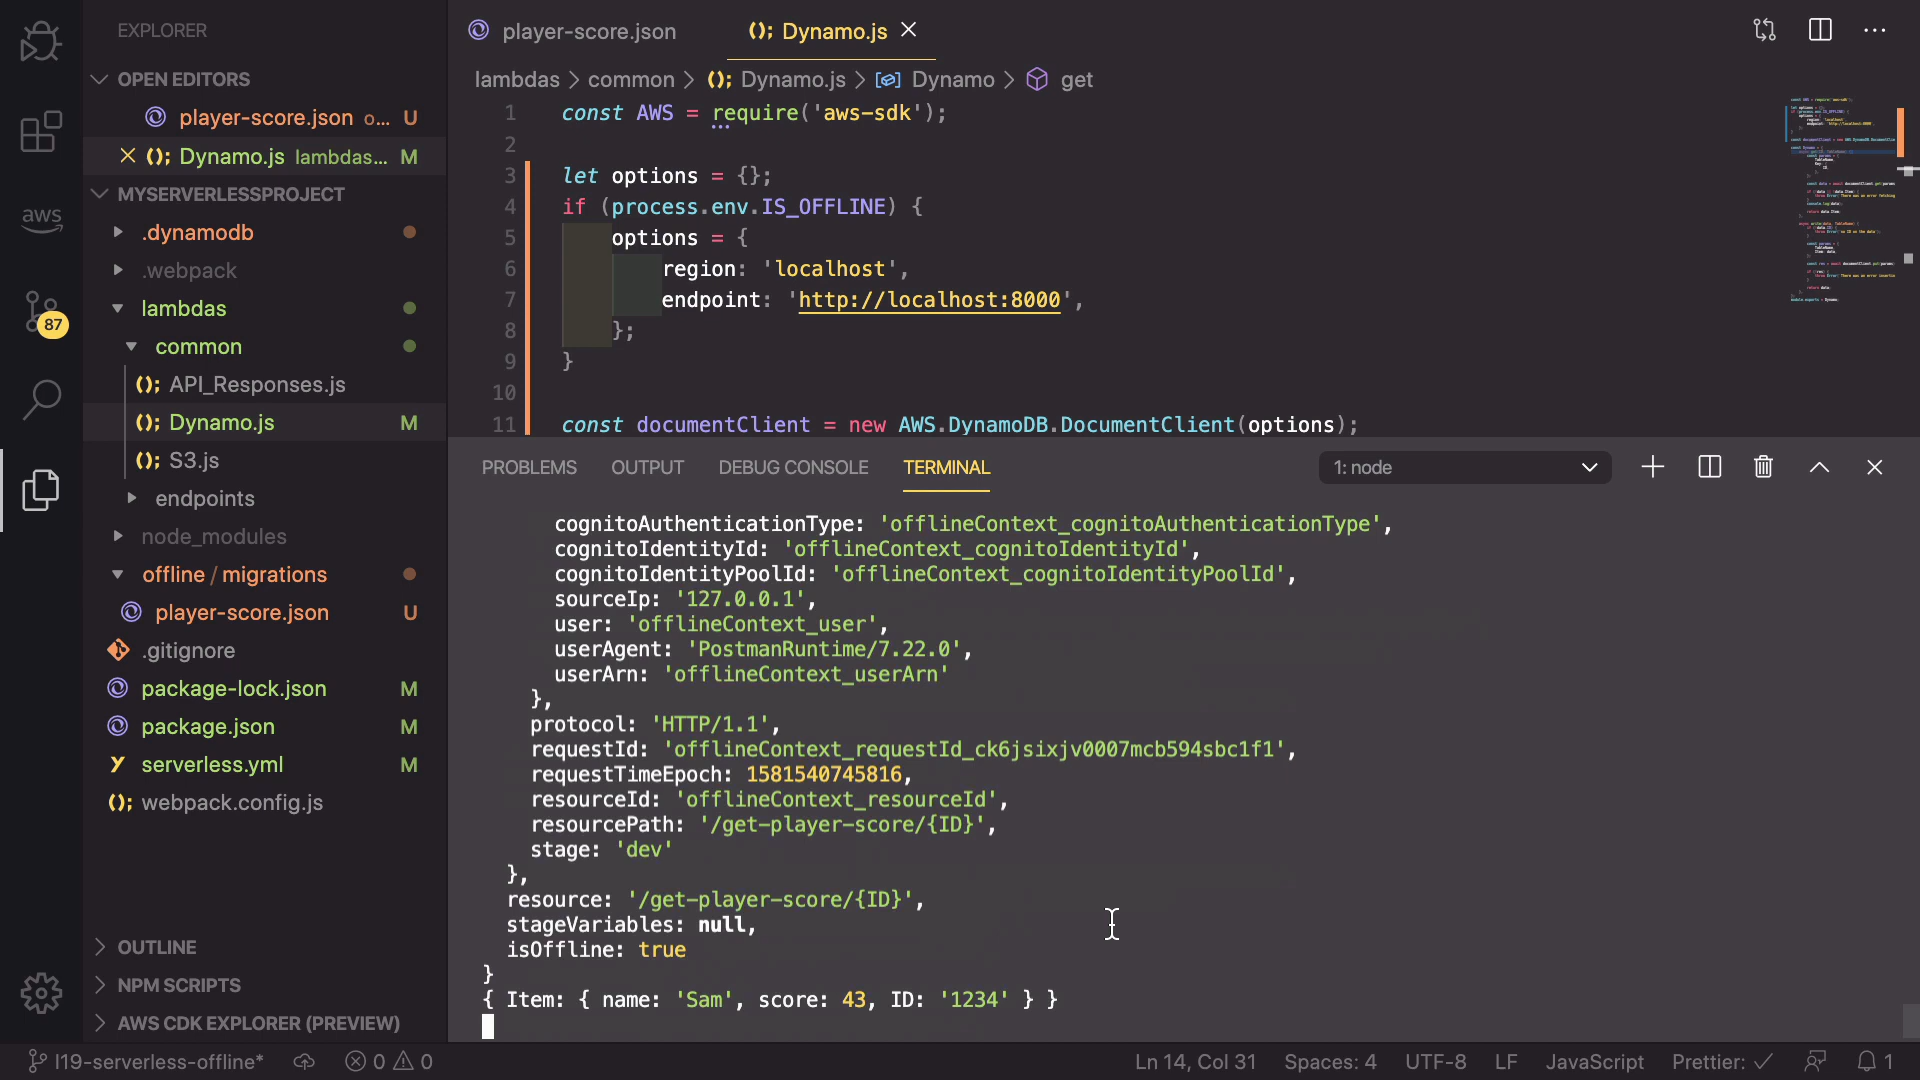 EXPLORER
OPEN EDITORS
player-score.json o... U
Dynamo.js lambdas... M
MYSERVERLESSPROJECT
.dynamodb
.webpack
lambdas
common
(); API_Responses.js
(); Dynamo.js M
(); S3.js
endpoints
node_modules
offline / migrations
player-score.json U
.gitignore
package-lock.json M
package.json M
Y serverless.yml M
(); webpack.config.js
OUTLINE
NPM SCRIPTS
AWS CDK EXPLORER (PREVIEW)
aws
87
player-score.json
(); Dynamo.js
lambdas > common > (); Dynamo.js > Dynamo > get
1 const AWS = require('aws-sdk');
2
3 let options = {};
4 if (process.env.IS_OFFLINE) {
5 options = {
6 region: 'localhost',
7 endpoint: 'http://localhost:8000',
8 };
9 }
10
11 const documentClient = new AWS.DynamoDB.DocumentClient(options);
PROBLEMS OUTPUT DEBUG CONSOLE TERMINAL 1: node
cognitoAuthenticationType: 'offlineContext_cognitoAuthenticationType',
cognitoIdentityId: 'offlineContext_cognitoIdentityId',
cognitoIdentityPoolId: 'offlineContext_cognitoIdentityPoolId',
sourceIp: '127.0.0.1',
user: 'offlineContext_user',
userAgent: 'PostmanRuntime/7.22.0',
userArn: 'offlineContext_userArn'
},
protocol: 'HTTP/1.1',
requestId: 'offlineContext_requestId_ck6jsixjv0007mcb594sbc1f1',
requestTimeEpoch: 1581540745816,
resourceId: 'offlineContext_resourceId',
resourcePath: '/get-player-score/{ID}',
stage: 'dev'
},
resource: '/get-player-score/{ID}',
stageVariables: null,
isOffline: true
}
{ Item: { name: 'Sam', score: 43, ID: '1234' } }
l19-serverless-offline* 0 0 Ln 14, Col 31 Spaces: 4 UTF-8 LF JavaScript Prettier: ✓ 1